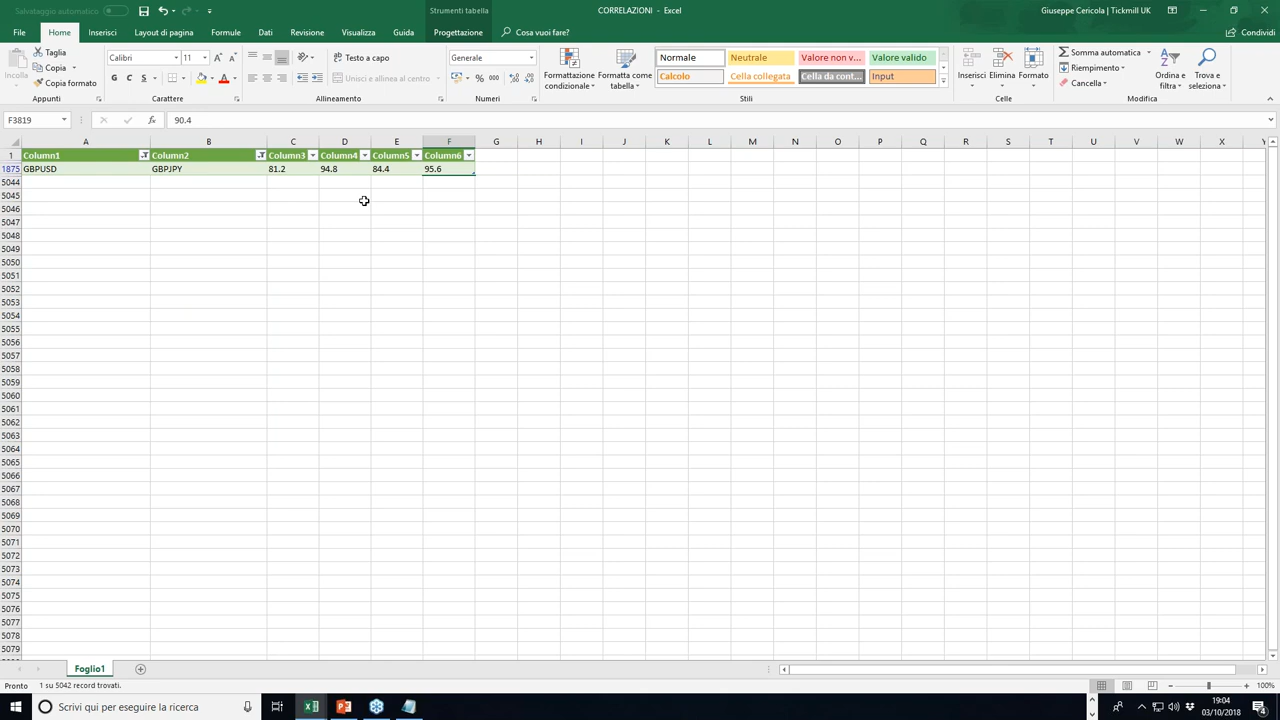 Salvataggio automatico
Strumenti tabella
CORRELAZIONI - Excel
Giuseppe Cericola | Tickmill UK
File Home Inserisci Layout di pagina Formule Dati Revisione Visualizza Guida Progettazione Cosa vuoi fare? Condividi
Incolla
Taglia
Copia
Copia formato
Appunti
Calibri 11
G C S
Carattere
Testo a capo
Unisci e allinea al centro
Allineamento
Generale
% 000
Numeri
Formattazione condizionale
Formatta come tabella
Normale Neutrale Valore non v... Valore valido
Calcolo Cella collegata Cella da cont... Input
Stili
Inserisci Elimina Formato
Celle
Somma automatica
Riempimento
Cancella
Ordina e filtra
Trova e seleziona
Modifica
F3819 fx 90.4
A B C D E F G H I J K L M N O P Q R S T U V W X Y
1 Column1 Column2 Column3 Column4 Column5 Column6
1875 GBPUSD GBPJPY 81.2 94.8 84.4 95.6
5044
5045
5046
5047
5048
5049
5050
5051
5052
5053
5054
5055
5056
5057
5058
5059
5060
5061
5062
5063
5064
5065
5066
5067
5068
5069
5070
5071
5072
5073
5074
5075
5076
5077
5078
5079
Foglio1
Pronto 1 su 5042 record trovati. 100%
Scrivi qui per eseguire la ricerca
19:04
03/10/2018
4